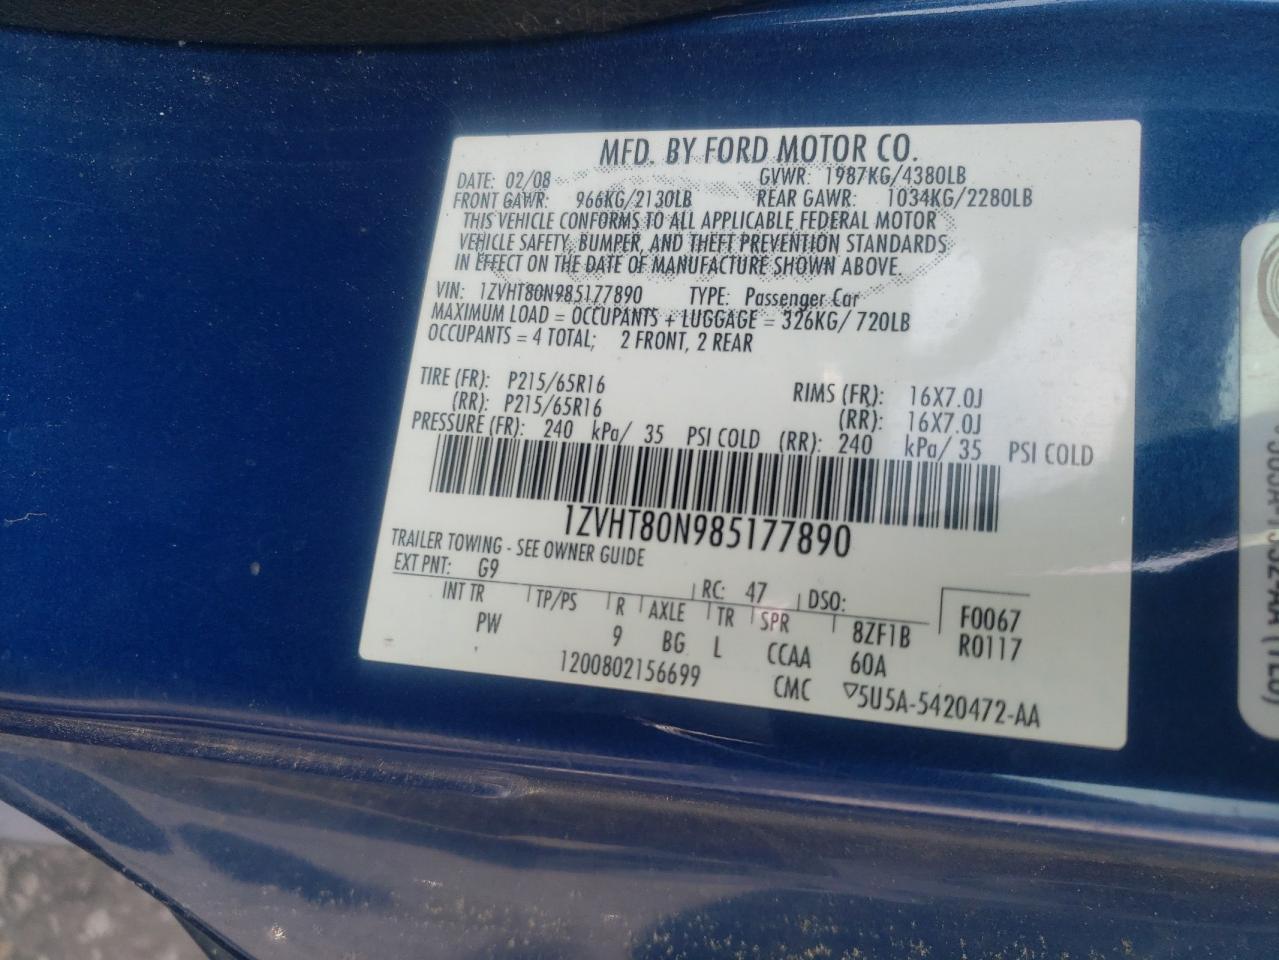 MFD. BY FORD MOTOR CO.
DATE: 02/08 GVWR: 1987KG/4380LB
FRONT GAWR: 966KG/2130LB REAR GAWR: 1034KG/2280LB
THIS VEHICLE CONFORMS TO ALL APPLICABLE FEDERAL MOTOR
VEHICLE SAFETY, BUMPER, AND THEFT PREVENTION STANDARDS
IN EFFECT ON THE DATE OF MANUFACTURE SHOWN ABOVE.
VIN: 1ZVHT80N985177890 TYPE: Passenger Car
MAXIMUM LOAD = OCCUPANTS + LUGGAGE = 326KG/ 720LB
OCCUPANTS = 4 TOTAL; 2 FRONT, 2 REAR
TIRE (FR): P215/65R16 RIMS (FR): 16X7.0J
(RR): P215/65R16 (RR): 16X7.0J
PRESSURE (FR): 240 kPa/ 35 PSI COLD (RR): 240 kPa/ 35 PSI COLD
1ZVHT80N985177890
TRAILER TOWING - SEE OWNER GUIDE
EXT PNT: G9 RC: 47 DSO: F0067
INT TR TP/PS R AXLE TR SPR 8ZF1B R0117
PW 9 BG L CCAA 60A
1200802156699 CMC ▽5U5A-5420472-AA